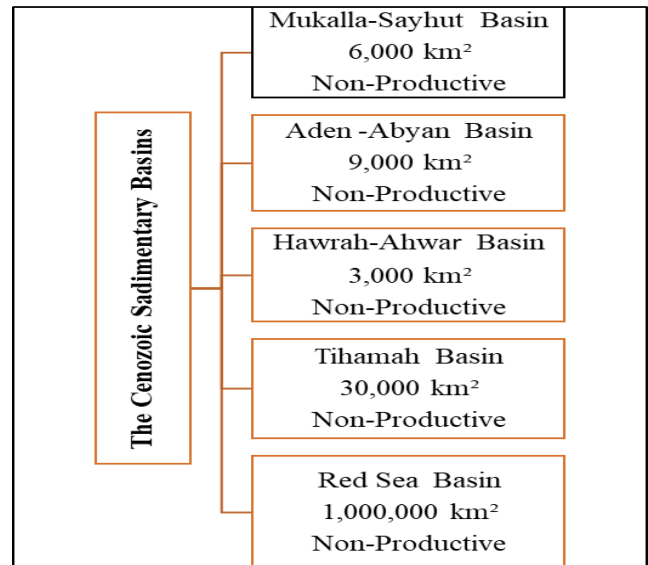 The Cenozoic Sadimentary Basins
Mukalla-Sayhut Basin
6,000 km²
Non-Productive
Aden -Abyan Basin
9,000 km²
Non-Productive
Hawrah-Ahwar Basin
3,000 km²
Non-Productive
Tihamah Basin
30,000 km²
Non-Productive
Red Sea Basin
1,000,000 km²
Non-Productive